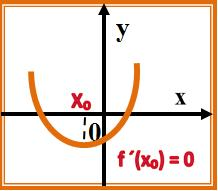 y
x₀
x
0
f ´(x₀) = 0